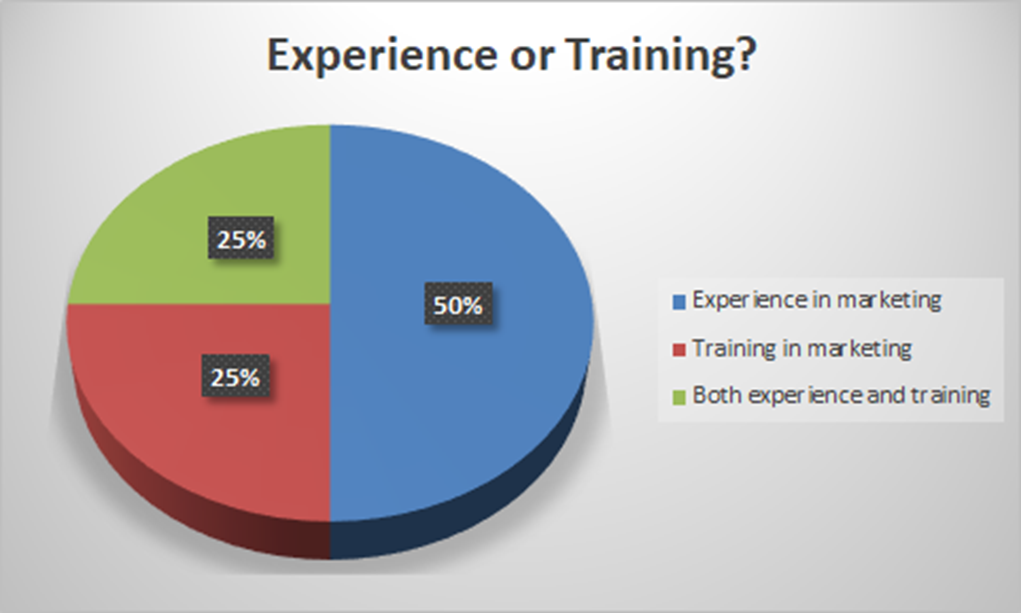 Experience or Training?
25%
50%
25%
Experience in marketing
Training in marketing
Both experience and training